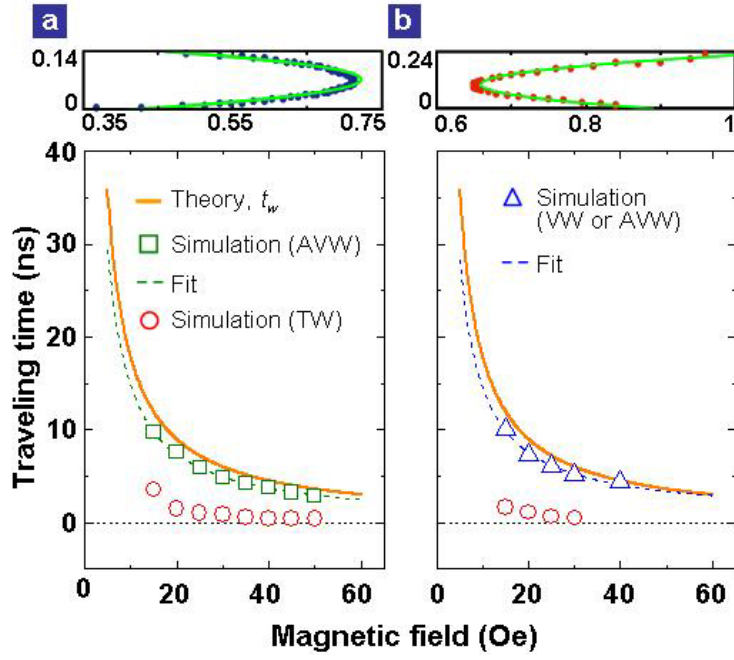 a
b
0.14
0
0.35 0.55 0.75
0.24
0
0.6 0.8 1
Traveling time (ns)
40
30
20
10
0
Theory, t_w
Simulation (AVW)
Fit
Simulation (TW)
0 20 40 60
Simulation
(VW or AVW)
Fit
0 20 40 60
Magnetic field (Oe)